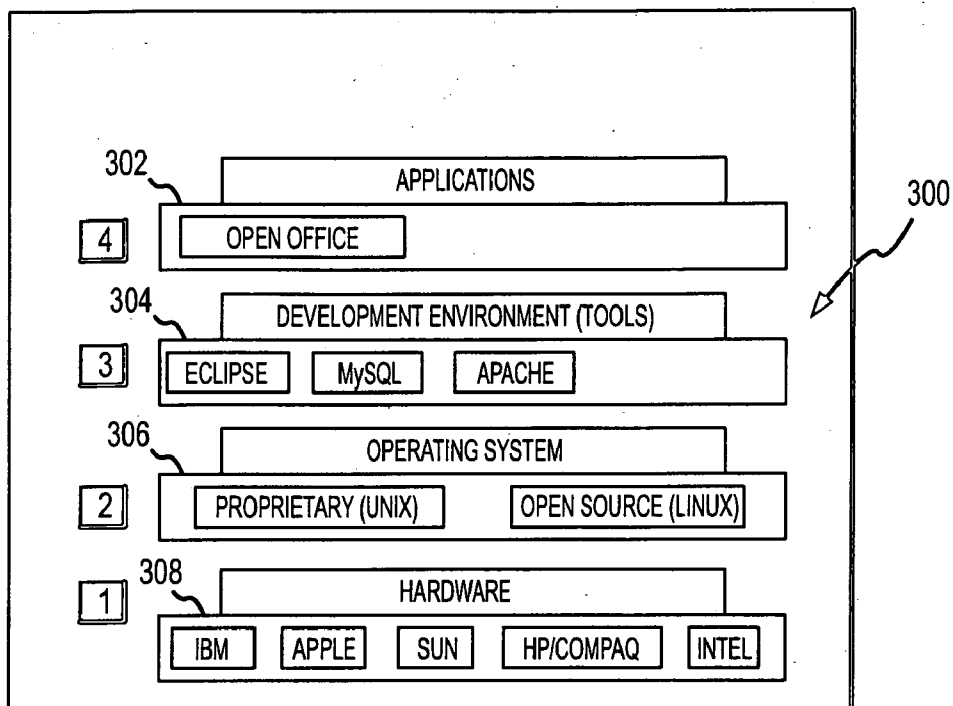 302
APPLICATIONS
300
4
OPEN OFFICE
304
DEVELOPMENT ENVIRONMENT (TOOLS)
3
ECLIPSE MySQL APACHE
306
OPERATING SYSTEM
2
PROPRIETARY (UNIX) OPEN SOURCE (LINUX)
308
HARDWARE
1
IBM APPLE SUN HP/COMPAQ INTEL